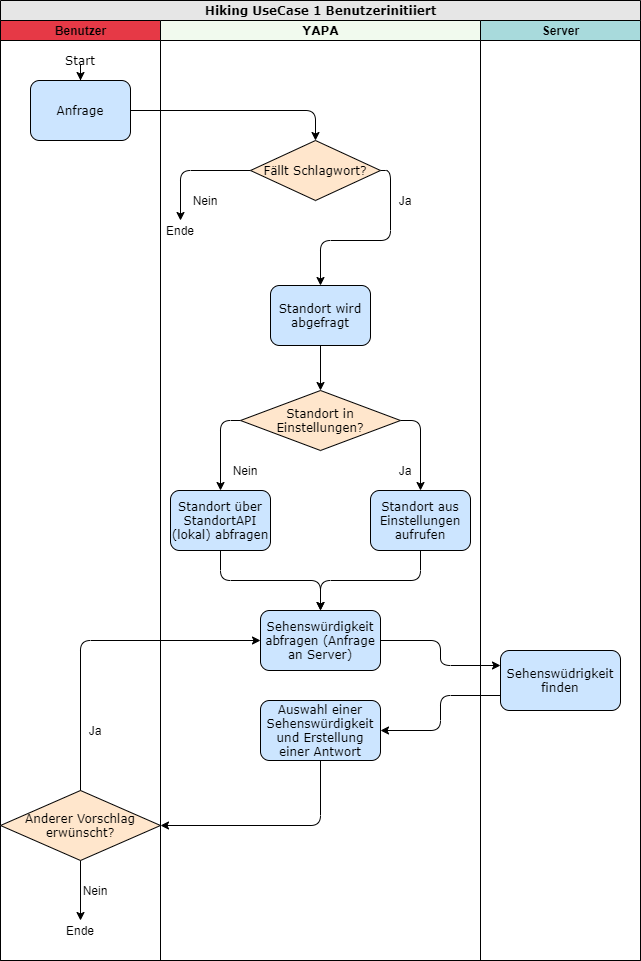 Hiking UseCase 1 Benutzerinitiiert
Benutzer
YAPA
Server
Start
Anfrage
Fällt Schlagwort?
Nein
Ja
Ende
Standort wird
abgefragt
Standort in
Einstellungen?
Nein
Ja
Standort über
StandortAPI
(lokal) abfragen
Standort aus
Einstellungen
aufrufen
Sehenswürdigkeit
abfragen (Anfrage
an Server)
Sehenswüdrigkeit
finden
Auswahl einer
Sehenswürdigkeit
und Erstellung
einer Antwort
Ja
Anderer Vorschlag
erwünscht?
Nein
Ende